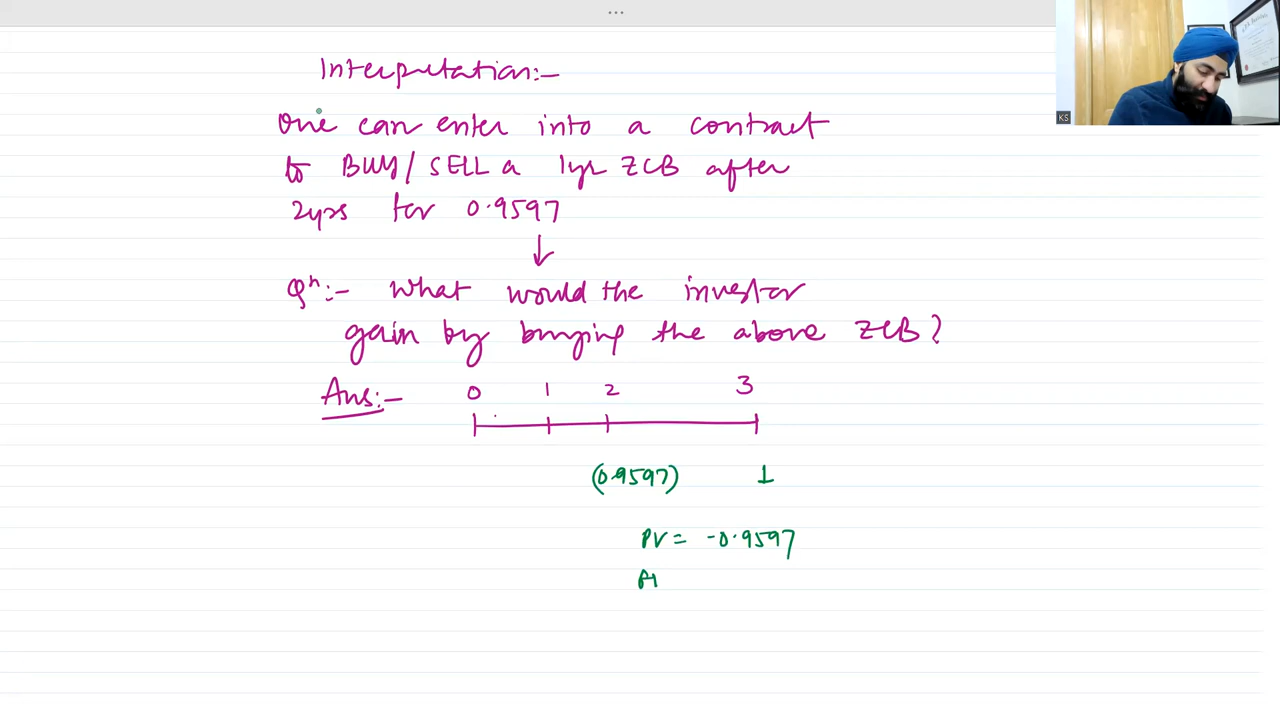 Interpretation:-
One can enter into a contract
to BUY/SELL a 1yr ZCB after
2yrs for 0.9597
↓
Qⁿ:- What would the investor
gain by buying the above ZCB?
Ans:- 0 1 2 3
(0.9597) 1
PV = -0.9597
KS